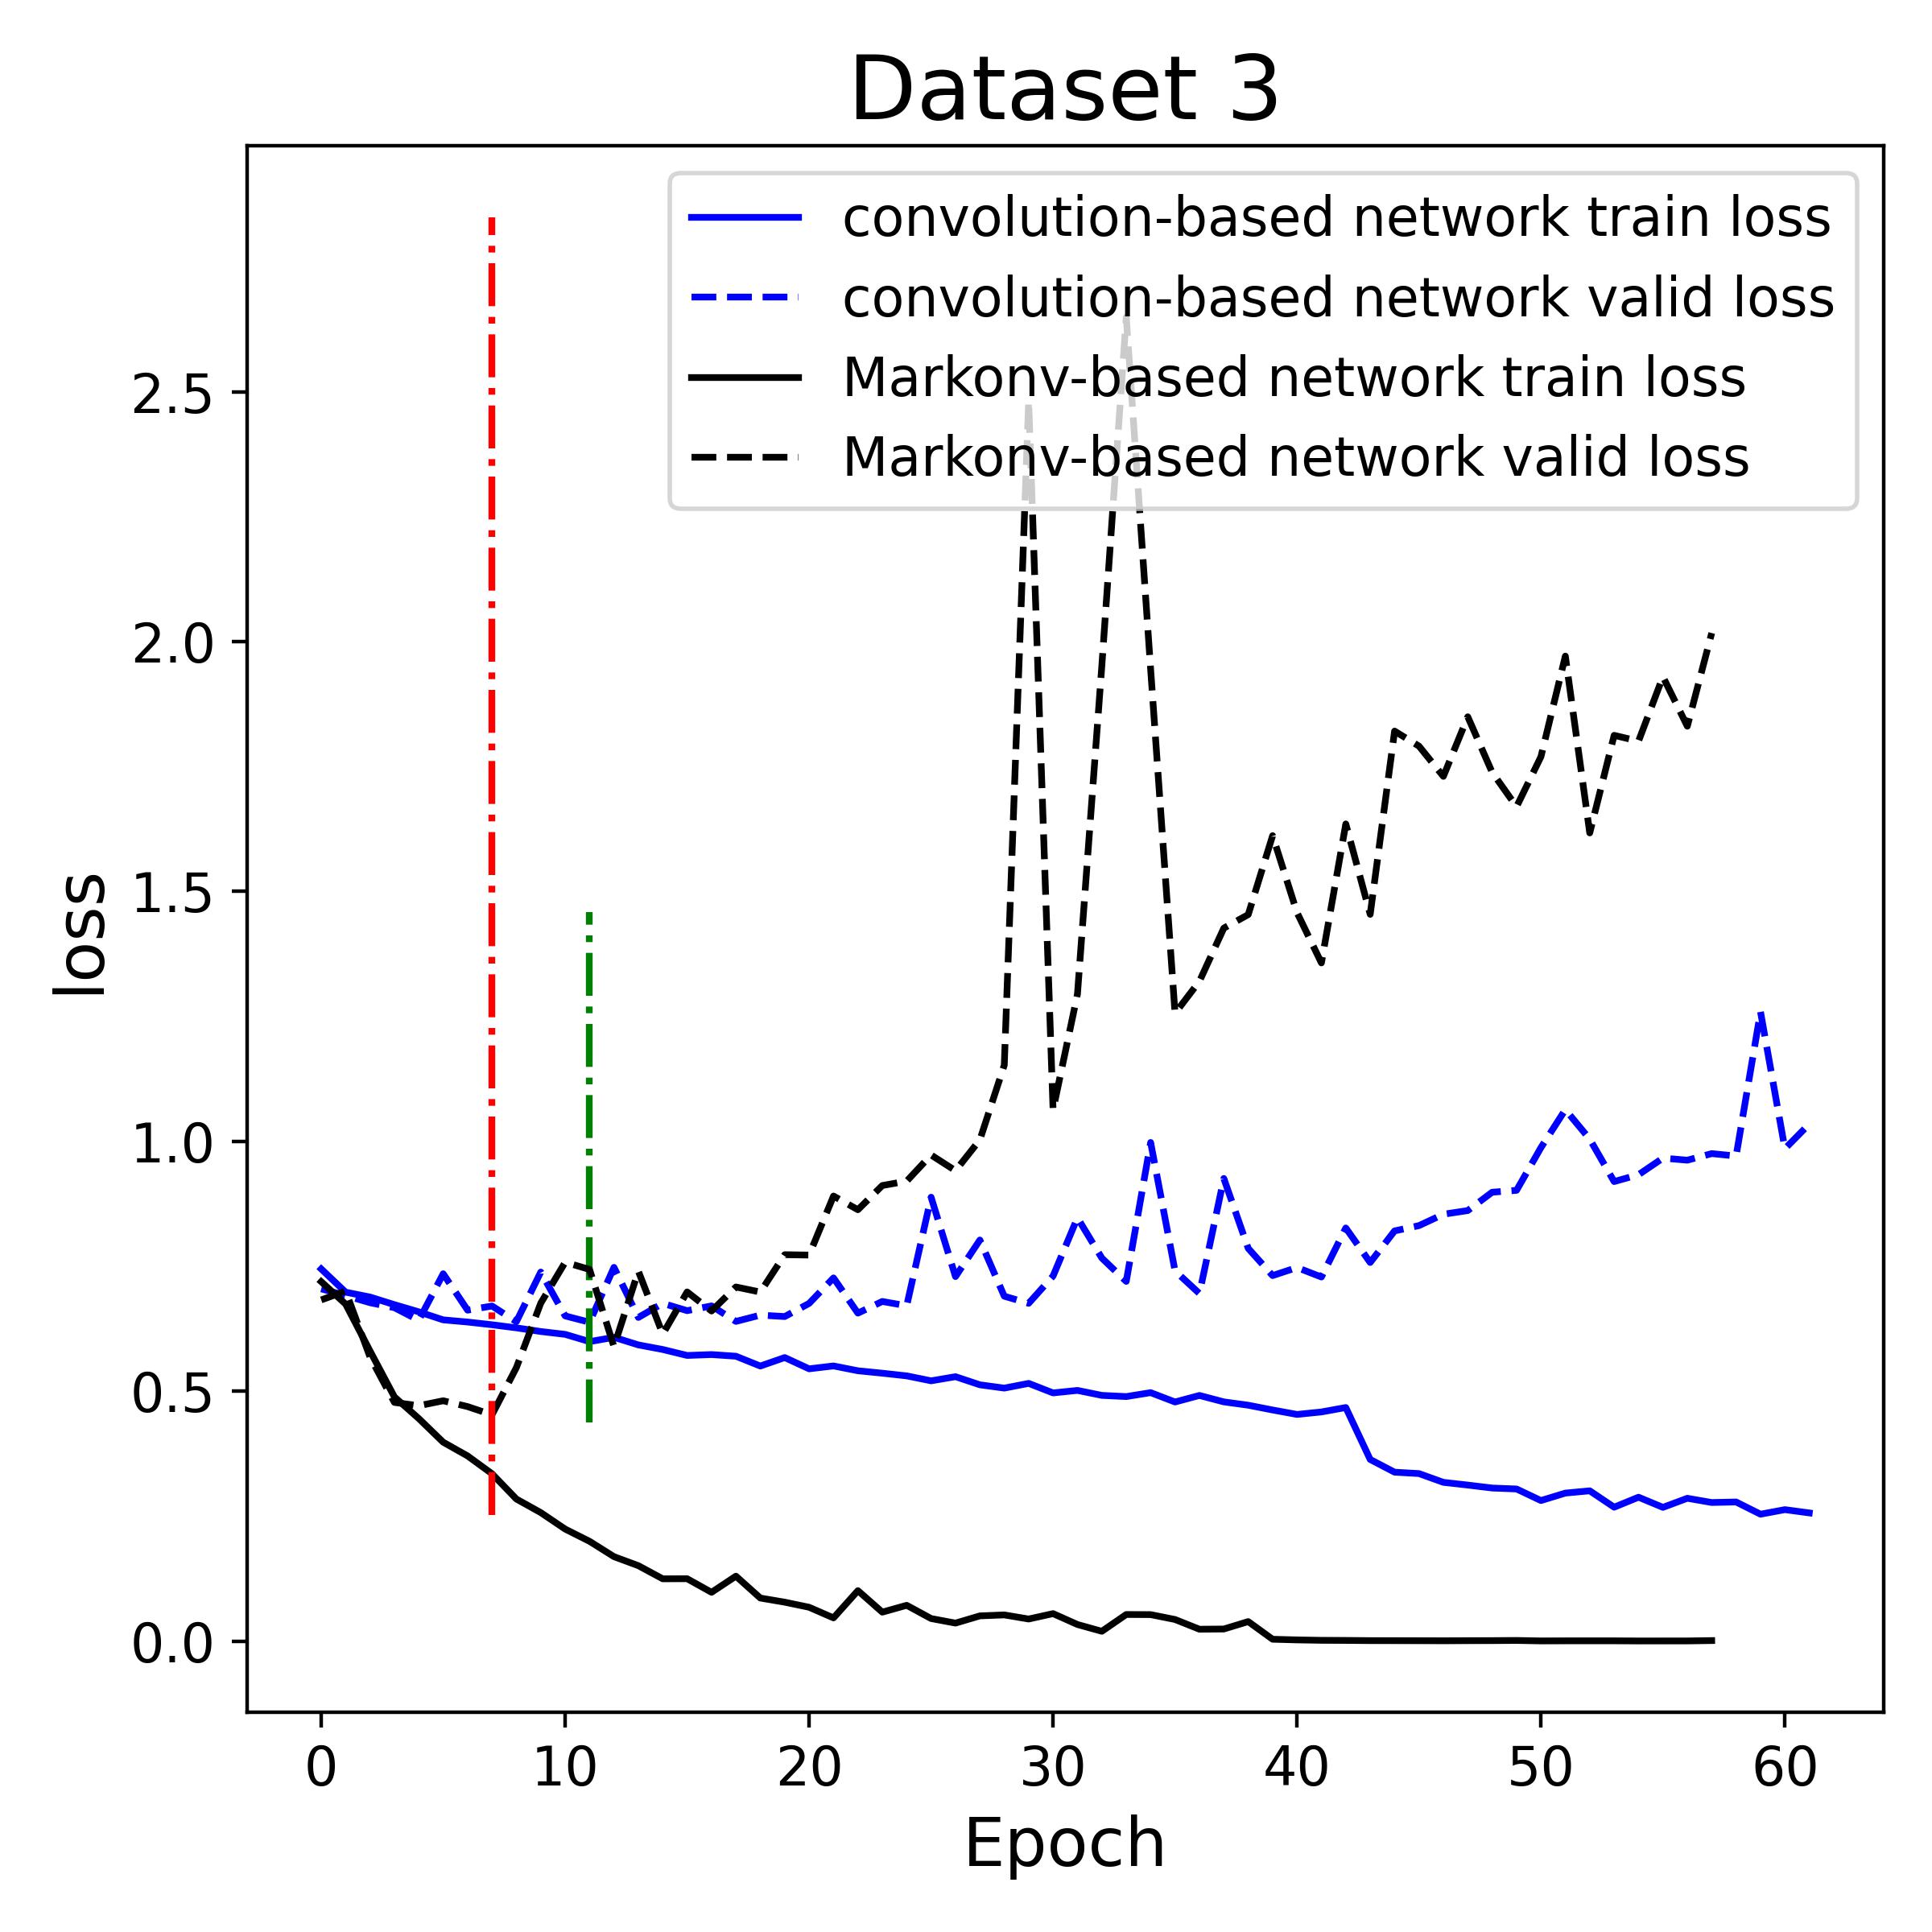 Dataset 3
convolution-based network train loss
convolution-based network valid loss
Markonv-based network train loss
Markonv-based network valid loss
2.5
2.0
1.5
1.0
0.5
0.0
loss
0 10 20 30 40 50 60
Epoch